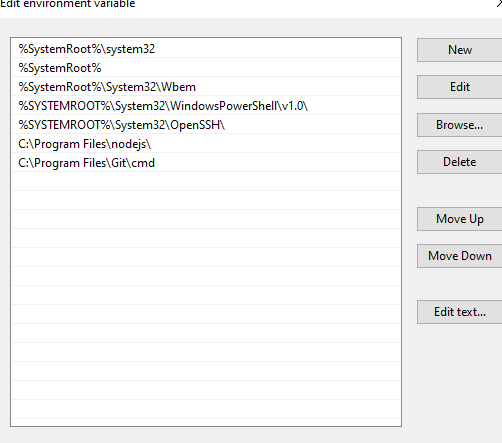 Edit environment variable
%SystemRoot%\system32
%SystemRoot%
%SystemRoot%\System32\Wbem
%SYSTEMROOT%\System32\WindowsPowerShell\v1.0\
%SYSTEMROOT%\System32\OpenSSH\
C:\Program Files\nodejs\
C:\Program Files\Git\cmd
New
Edit
Browse...
Delete
Move Up
Move Down
Edit text...